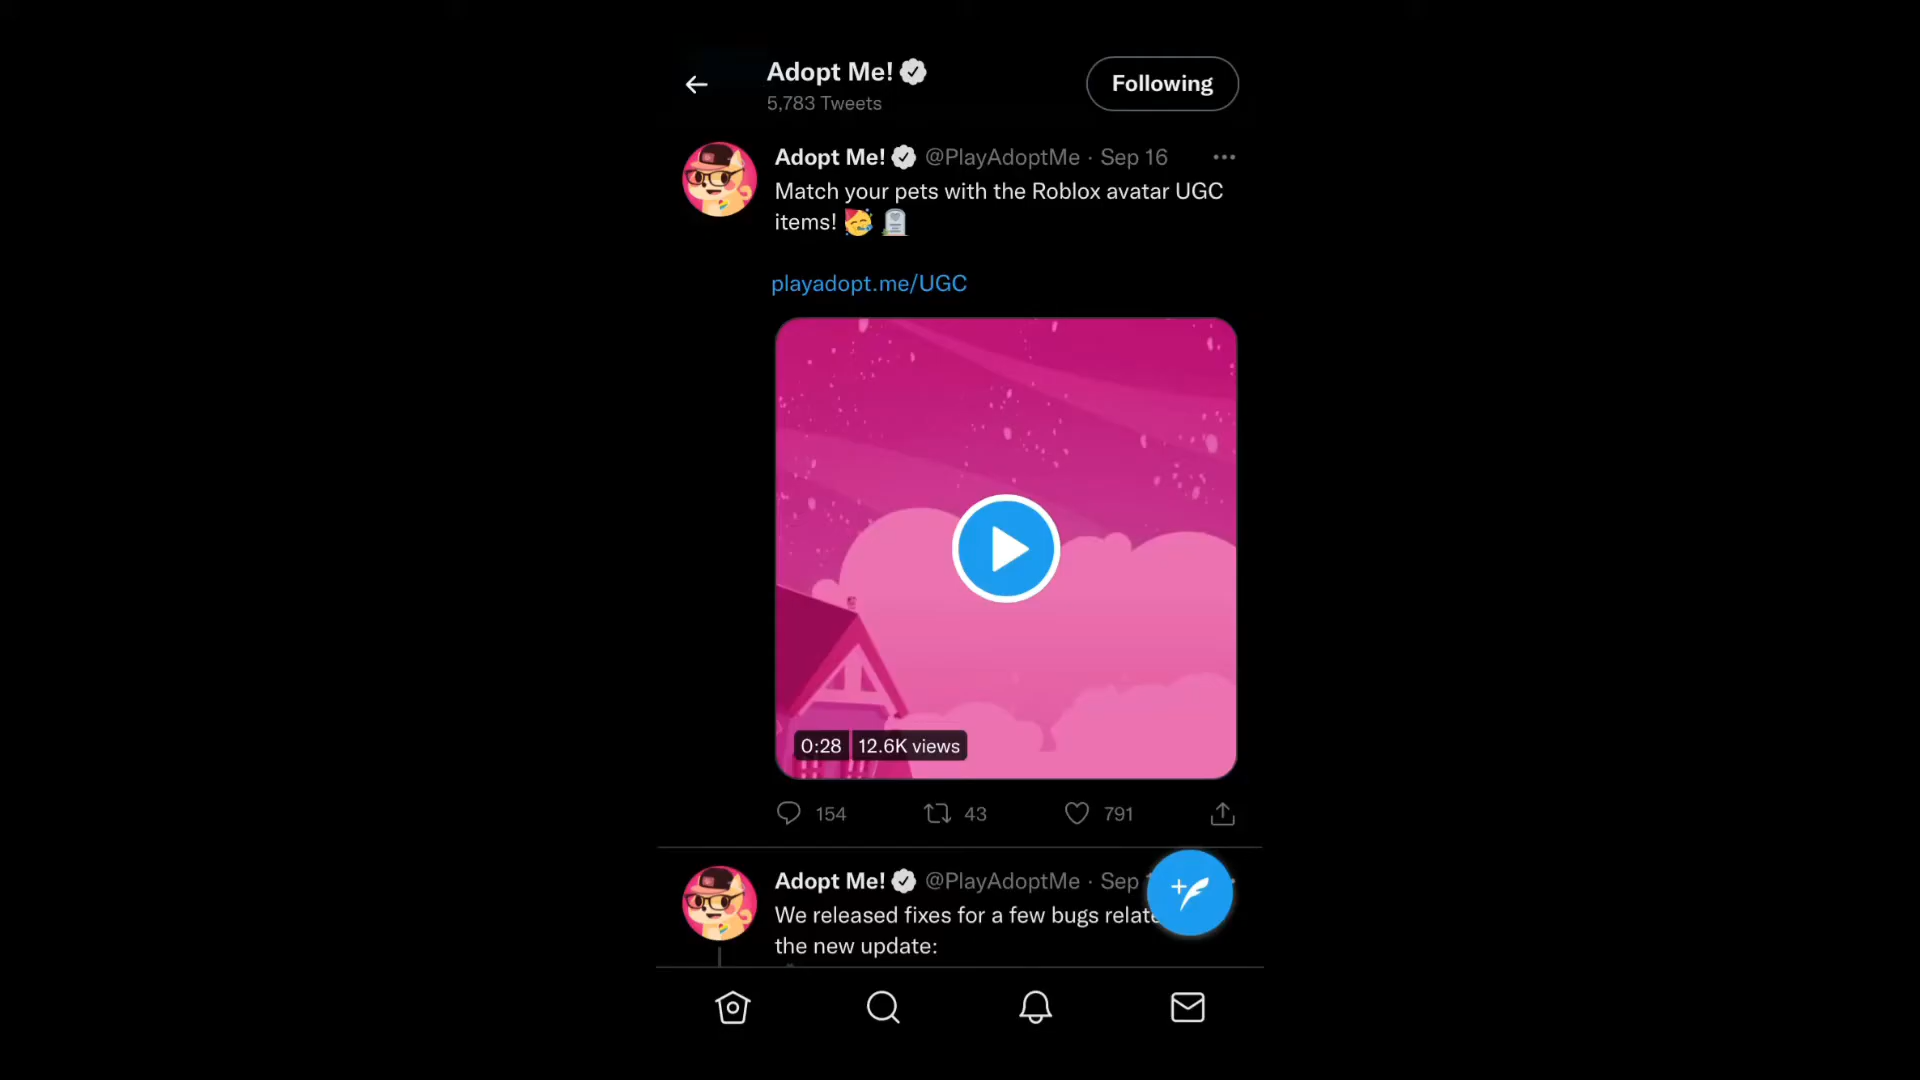 Adopt Me!
5,783 Tweets
Following
Adopt Me! @PlayAdoptMe · Sep 16
Match your pets with the Roblox avatar UGC
items! 🥳 🪦
playadopt.me/UGC
0:28 12.6K views
154 43 791
Adopt Me! @PlayAdoptMe · Sep
We released fixes for a few bugs
the new update: